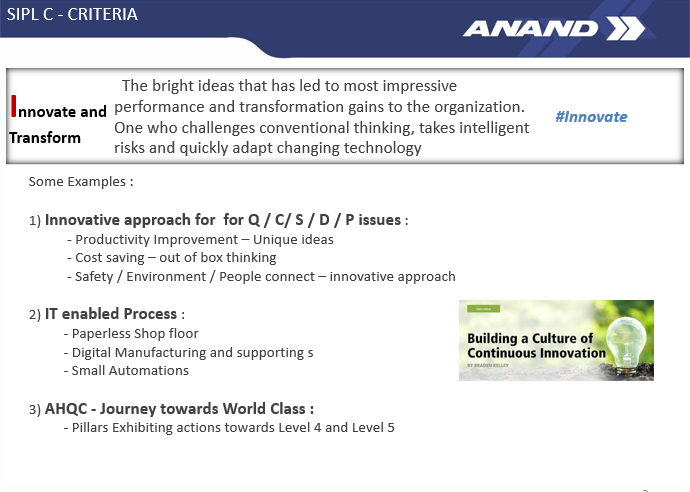 SIPL C - CRITERIA
ANAND
Innovate and
Transform
The bright ideas that has led to most impressive
performance and transformation gains to the organization.
One who challenges conventional thinking, takes intelligent
risks and quickly adapt changing technology
#Innovate
Some Examples :
1) Innovative approach for for Q / C/ S / D / P issues :
- Productivity Improvement – Unique ideas
- Cost saving – out of box thinking
- Safety / Environment / People connect – innovative approach
2) IT enabled Process :
- Paperless Shop floor
- Digital Manufacturing and supporting s
- Small Automations
Building a Culture of
Continuous Innovation
BY BRADEN KELLEY
3) AHQC - Journey towards World Class :
- Pillars Exhibiting actions towards Level 4 and Level 5